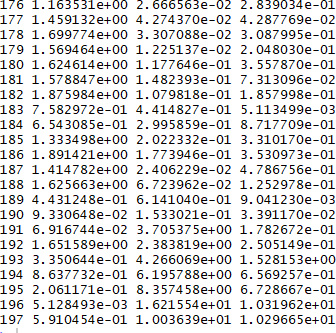 176 1.163531e+00 2.666563e-02 2.839034e-01
177 1.459132e+00 4.274370e-02 4.287769e-02
178 1.699774e+00 3.307088e-02 3.087995e-01
179 1.569464e+00 1.225137e-02 2.048030e-01
180 1.624614e+00 1.177646e-01 3.557870e-01
181 1.578847e+00 1.482393e-01 7.313096e-02
182 1.875984e+00 1.079818e-01 1.857998e-01
183 7.582972e-01 4.414827e-01 5.113499e-03
184 6.543085e-01 2.995859e-01 8.717709e-01
185 1.333498e+00 2.022332e-01 3.310170e-01
186 1.891421e+00 1.773946e-01 3.530973e-01
187 1.414782e+00 2.406229e-02 4.786756e-01
188 1.625663e+00 6.723962e-02 1.252978e-01
189 4.431248e-01 6.141040e-01 9.041230e-03
190 9.330648e-02 1.533021e-01 3.391170e-02
191 6.916744e-02 3.705375e+00 1.782672e-01
192 1.651589e+00 2.383819e+00 2.505149e-01
193 3.350644e-01 4.266069e+00 1.528153e+00
194 8.637732e-01 6.195788e+00 6.569257e-01
195 2.061171e-01 8.357458e+00 6.728667e-01
196 5.128493e-03 1.621554e+01 1.031962e+01
197 5.910454e-01 1.003639e+01 1.029665e+01